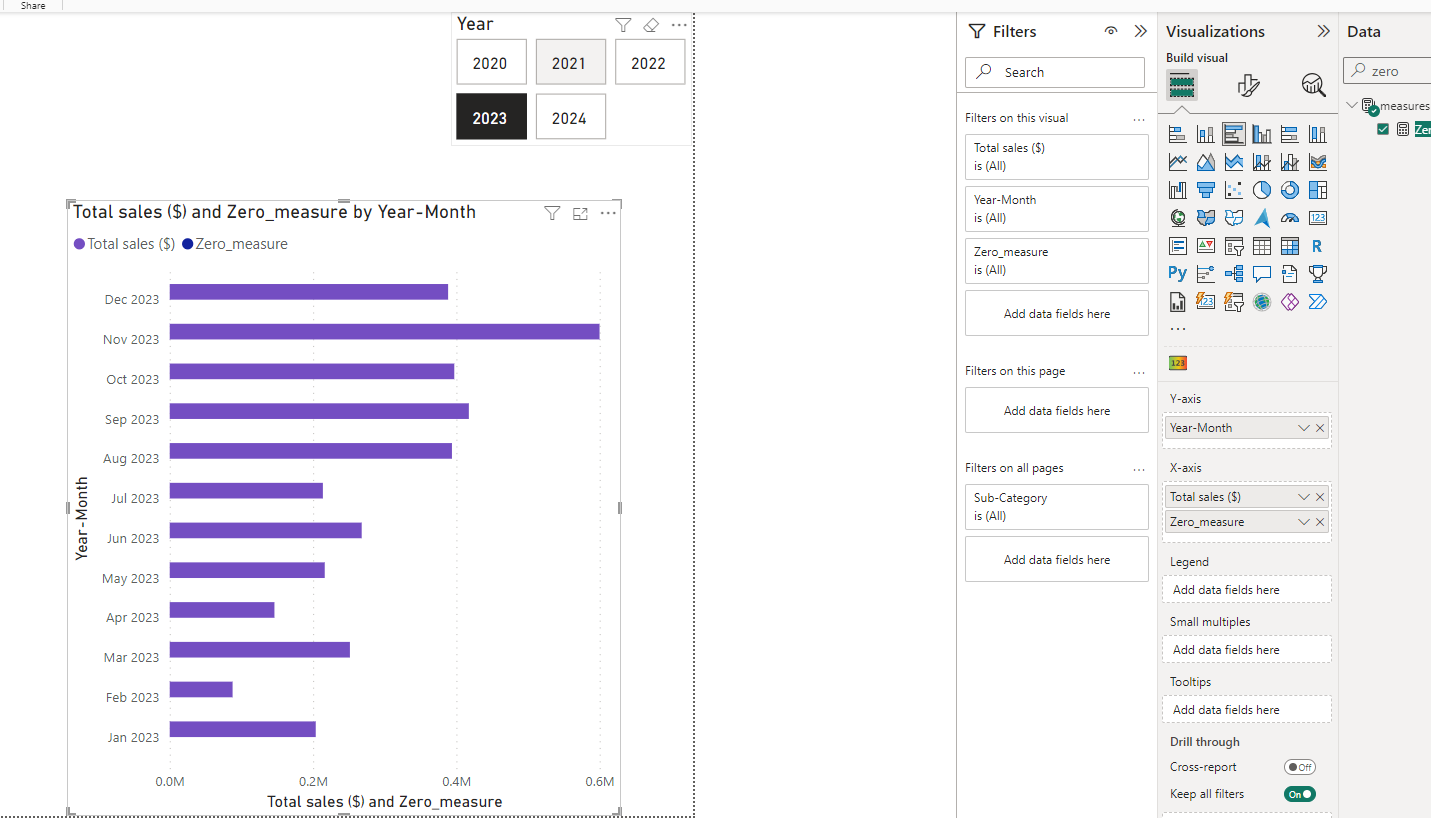 Share
Year
2020 2021 2022
2023 2024
Total sales ($) and Zero_measure by Year-Month
Total sales ($) Zero_measure
Year-Month
Dec 2023
Nov 2023
Oct 2023
Sep 2023
Aug 2023
Jul 2023
Jun 2023
May 2023
Apr 2023
Mar 2023
Feb 2023
Jan 2023
0.0M 0.2M 0.4M 0.6M
Total sales ($) and Zero_measure
Filters
Search
Filters on this visual
Total sales ($)
is (All)
Year-Month
is (All)
Zero_measure
is (All)
Add data fields here
Filters on this page
Add data fields here
Filters on all pages
Sub-Category
is (All)
Add data fields here
Visualizations
Build visual
123
R
Py
123
123
Y-axis
Year-Month
X-axis
Total sales ($)
Zero_measure
Legend
Add data fields here
Small multiples
Add data fields here
Tooltips
Add data fields here
Drill through
Cross-report Off
Keep all filters On
Data
zero
measures
Zer